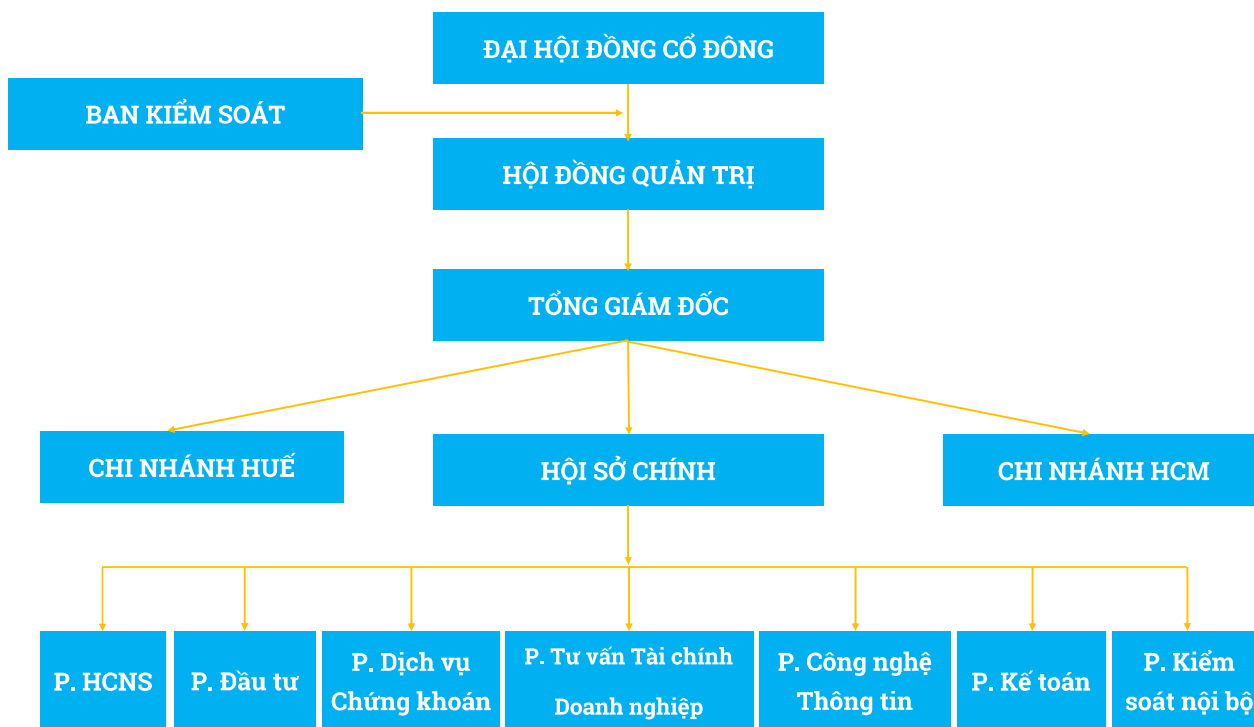 ĐẠI HỘI ĐỒNG CỔ ĐÔNG
BAN KIỂM SOÁT
HỘI ĐỒNG QUẢN TRỊ
TỔNG GIÁM ĐỐC
CHI NHÁNH HUẾ
HỘI SỞ CHÍNH
CHI NHÁNH HCM
P. HCNS
P. Đầu tư
P. Dịch vụ
Chứng khoán
P. Tư vấn Tài chính
Doanh nghiệp
P. Công nghệ
Thông tin
P. Kế toán
P. Kiểm
soát nội bộ